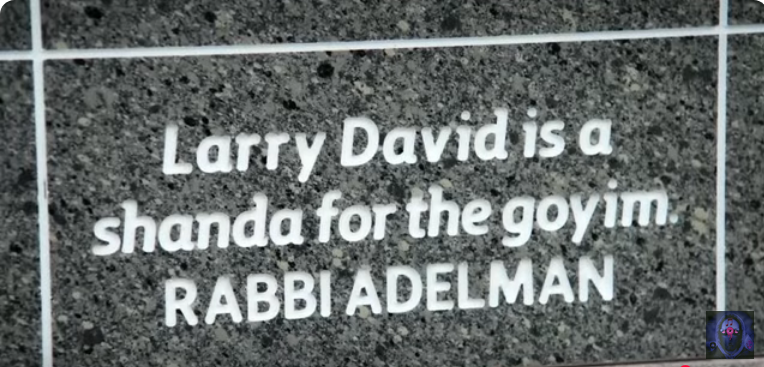 Larry David is a
shanda for the goyim.
RABBI ADELMAN